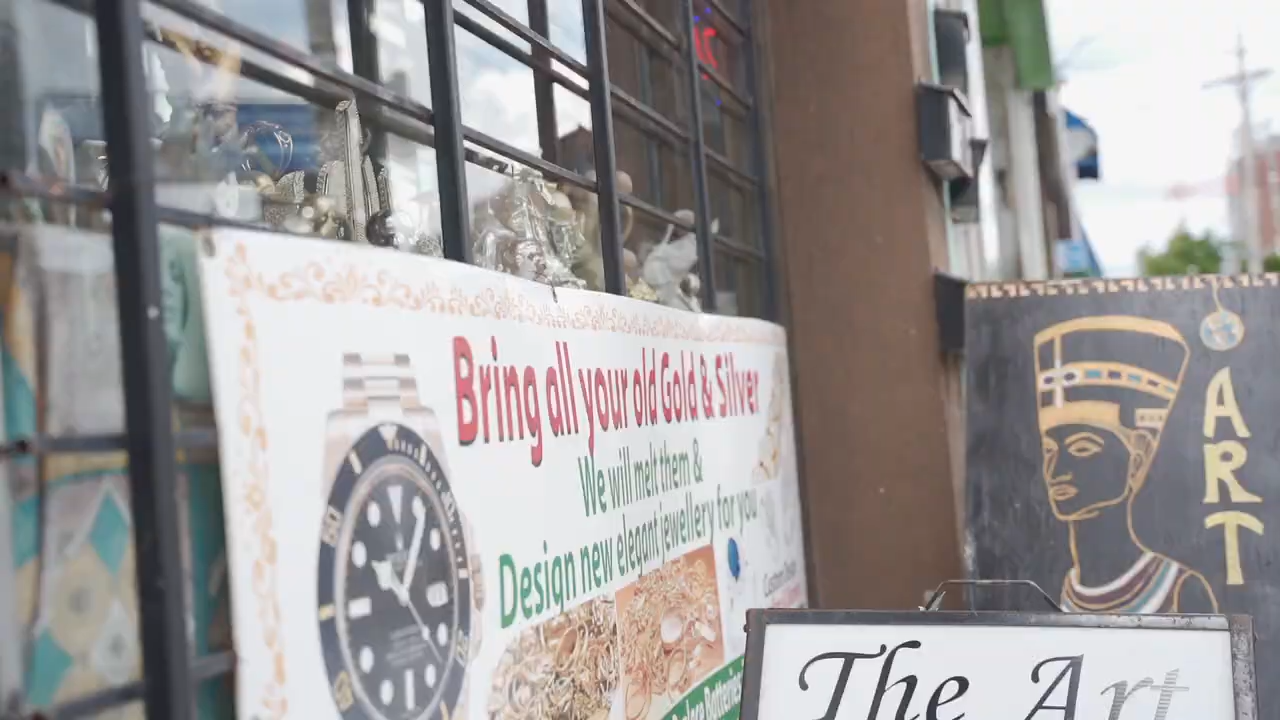 Bring all your old Gold & Silver
We will melt them &
Design new elegant jewellery for you
Batteries
ART
The Art